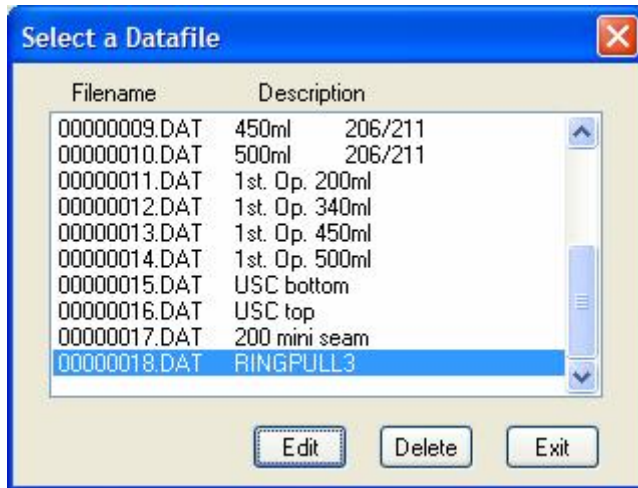 Select a Datafile
Filename Description
00000009.DAT 450ml 206/211
00000010.DAT 500ml 206/211
00000011.DAT 1st. Op. 200ml
00000012.DAT 1st. Op. 340ml
00000013.DAT 1st. Op. 450ml
00000014.DAT 1st. Op. 500ml
00000015.DAT USC bottom
00000016.DAT USC top
00000017.DAT 200 mini seam
00000018.DAT RINGPULL3
Edit Delete Exit